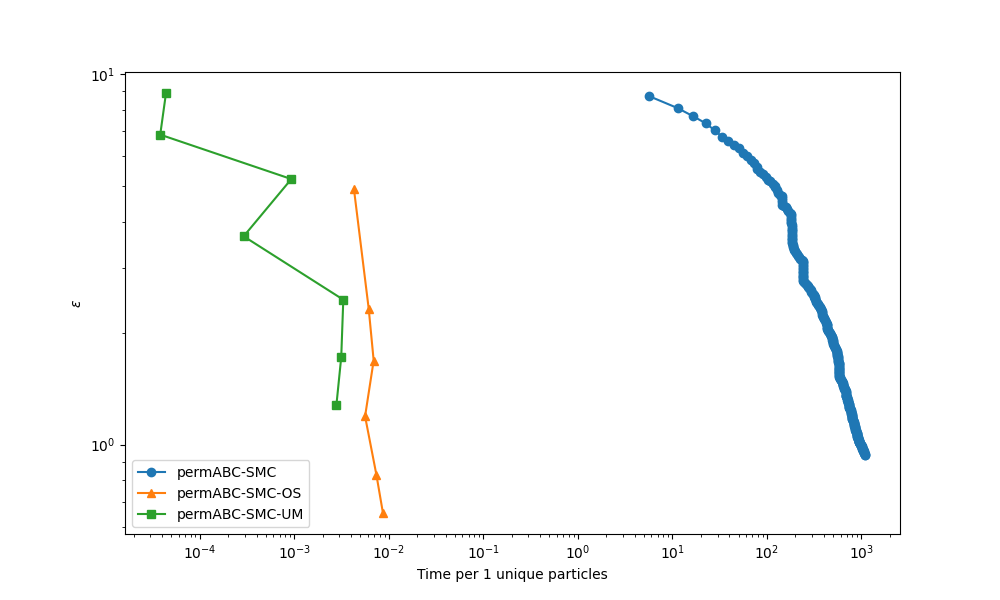 10¹
10⁰
ε
10⁻⁴
10⁻³
10⁻²
10⁻¹
10⁰
10¹
10²
10³
Time per 1 unique particles
permABC-SMC
permABC-SMC-OS
permABC-SMC-UM